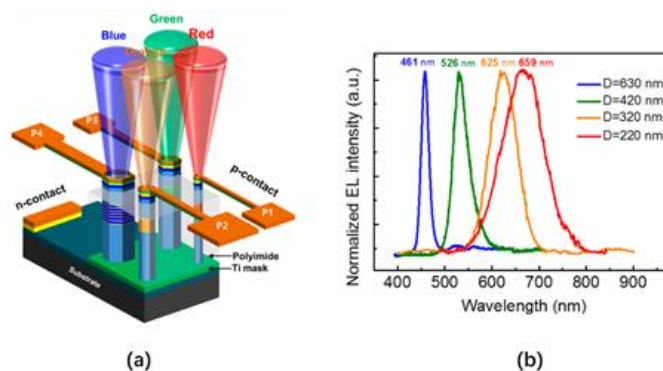 Green
Blue
Red
P4
P3
n-contact
p-contact
P2
P1
Polyimide
Ti mask
Substrate
(a)
461 nm 526 nm 625 nm 659 nm
D=630 nm
D=420 nm
D=320 nm
D=220 nm
Normalized EL intensity (a.u.)
400 500 600 700 800 900
Wavelength (nm)
(b)